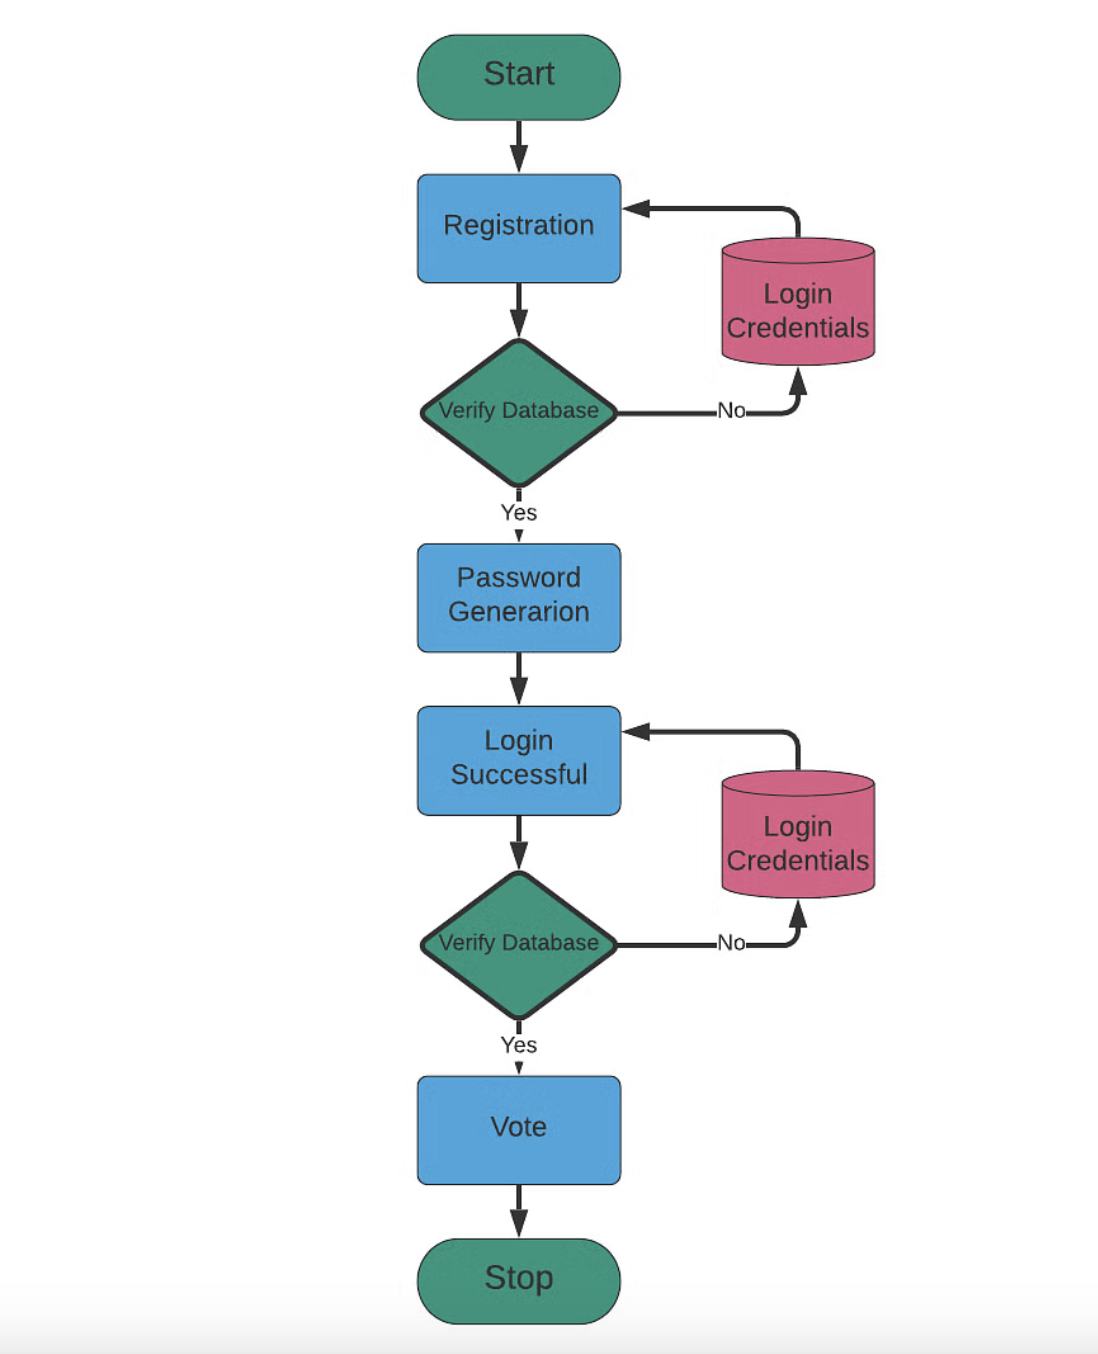 Start
Registration
Login
Credentials
Verify Database
No
Yes
Password
Generarion
Login
Successful
Login
Credentials
Verify Database
No
Yes
Vote
Stop